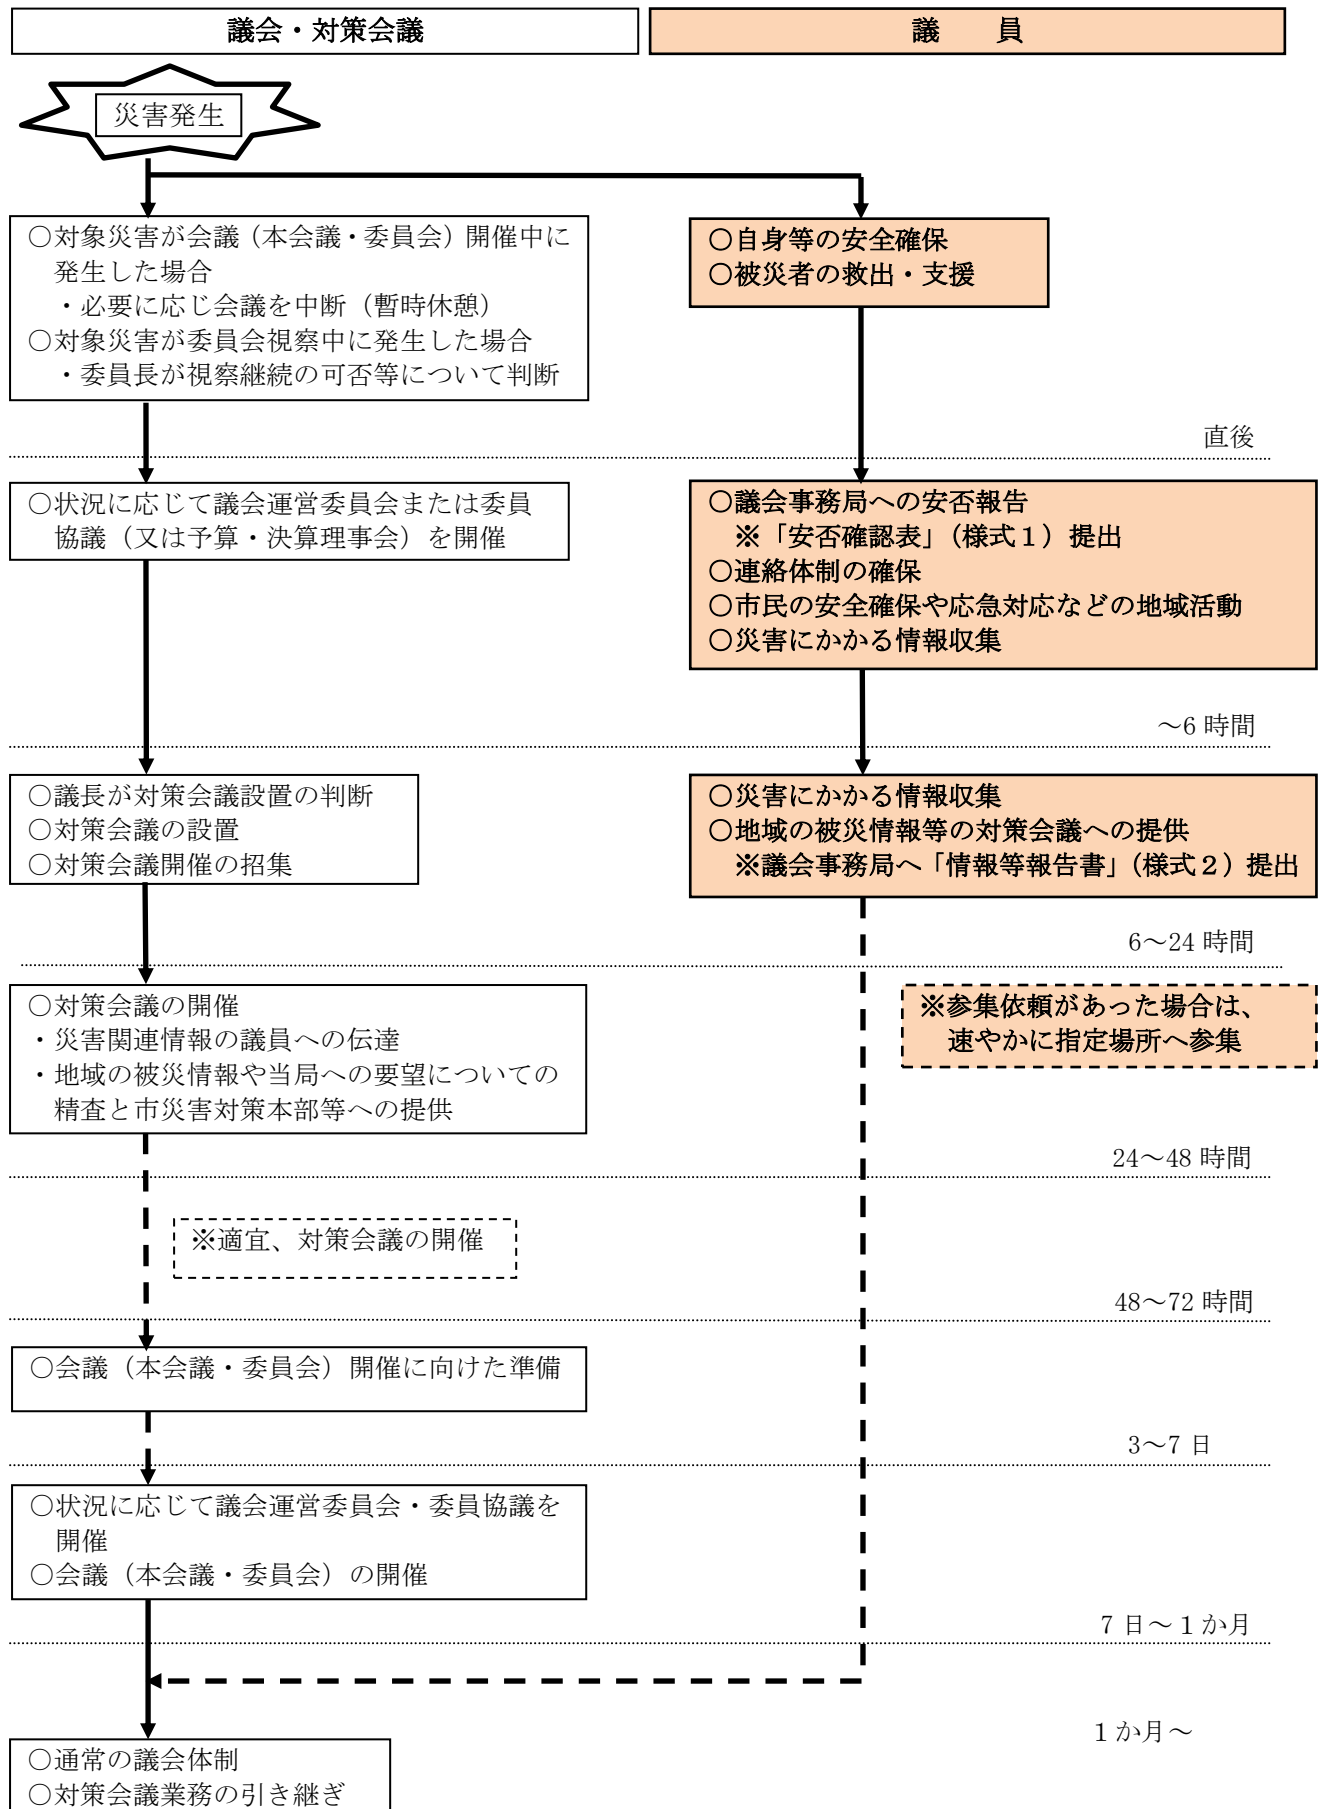 議会・対策会議
議　員
災害発生
○対象災害が会議（本会議・委員会）開催中に
発生した場合
・必要に応じ会議を中断（暫時休憩）
○対象災害が委員会視察中に発生した場合
・委員長が視察継続の可否等について判断
○自身等の安全確保
○被災者の救出・支援
直後
○状況に応じて議会運営委員会または委員
協議（又は予算・決算理事会）を開催
○議会事務局への安否報告
※「安否確認表」（様式１）提出
○連絡体制の確保
○市民の安全確保や応急対応などの地域活動
○災害にかかる情報収集
～6 時間
○議長が対策会議設置の判断
○対策会議の設置
○対策会議開催の招集
○災害にかかる情報収集
○地域の被災情報等の対策会議への提供
※議会事務局へ「情報等報告書」（様式２）提出
6～24 時間
○対策会議の開催
・災害関連情報の議員への伝達
・地域の被災情報や当局への要望についての
精査と市災害対策本部等への提供
※参集依頼があった場合は、
速やかに指定場所へ参集
24～48 時間
※適宜、対策会議の開催
48～72 時間
○会議（本会議・委員会）開催に向けた準備
3～7 日
○状況に応じて議会運営委員会・委員協議を
開催
○会議（本会議・委員会）の開催
7 日～１か月
１か月～
○通常の議会体制
○対策会議業務の引き継ぎ